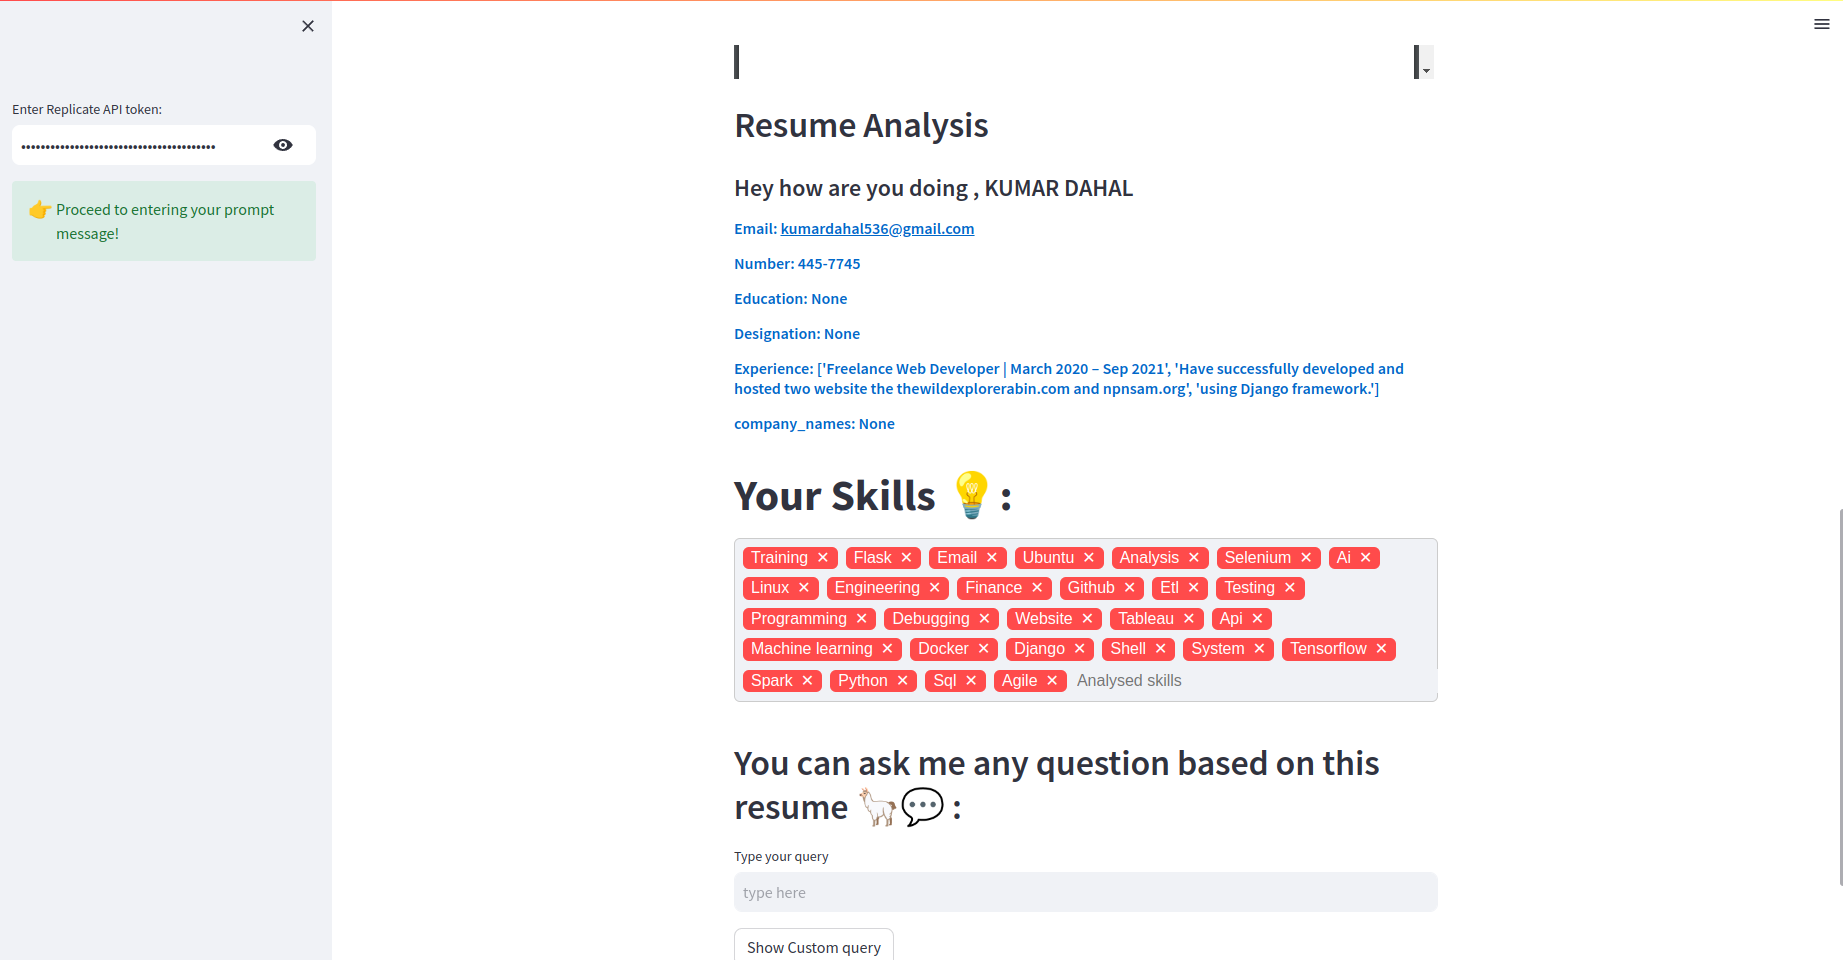 Enter Replicate API token:
👉 Proceed to entering your prompt
message!
Resume Analysis
Hey how are you doing , KUMAR DAHAL
Email: kumardahal536@gmail.com
Number: 445-7745
Education: None
Designation: None
Experience: ['Freelance Web Developer | March 2020 – Sep 2021', 'Have successfully developed and
hosted two website the thewildexplorerabin.com and npnsam.org', 'using Django framework.']
company_names: None
Your Skills 💡:
Training ✕ Flask ✕ Email ✕ Ubuntu ✕ Analysis ✕ Selenium ✕ Ai ✕
Linux ✕ Engineering ✕ Finance ✕ Github ✕ Etl ✕ Testing ✕
Programming ✕ Debugging ✕ Website ✕ Tableau ✕ Api ✕
Machine learning ✕ Docker ✕ Django ✕ Shell ✕ System ✕ Tensorflow ✕
Spark ✕ Python ✕ Sql ✕ Agile ✕ Analysed skills
You can ask me any question based on this
resume 🦙💬 :
Type your query
type here
Show Custom query